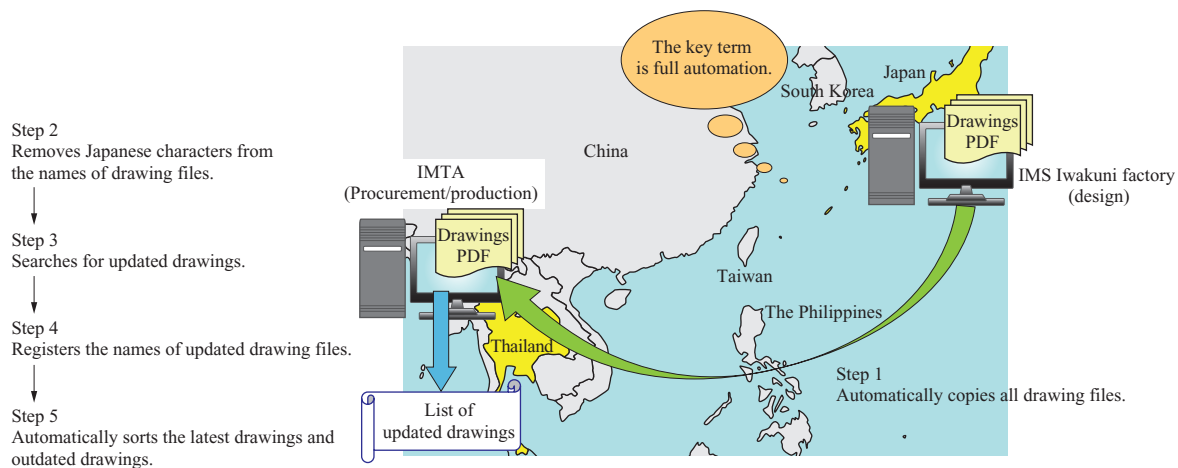 The key term
is full automation.
Japan
South Korea
Drawings
PDF
China
IMS Iwakuni factory
(design)
Step 2
Removes Japanese characters from
the names of drawing files.
IMTA
(Procurement/production)
Drawings
PDF
Step 3
Searches for updated drawings.
Taiwan
The Philippines
Step 4
Registers the names of updated drawing files.
Thailand
Step 1
Automatically copies all drawing files.
Step 5
Automatically sorts the latest drawings and
outdated drawings.
List of
updated drawings